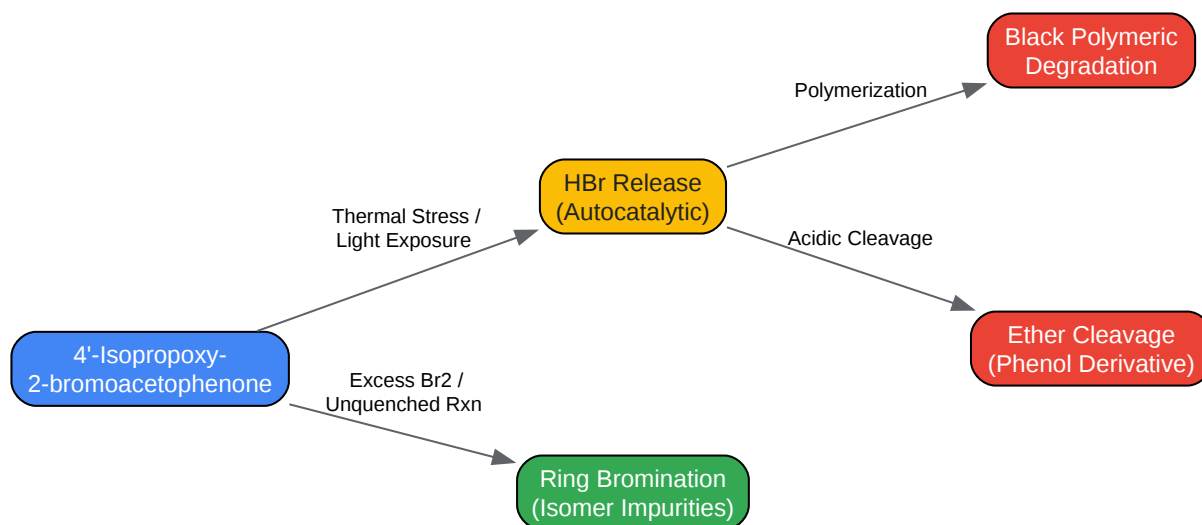 Black Polymeric
Degradation
Polymerization
HBr Release
(Autocatalytic)
Thermal Stress /
Light Exposure
Acidic Cleavage
Ether Cleavage
(Phenol Derivative)
4'-Isopropoxy-
2-bromoacetophenone
Excess Br2 /
Unquenched Rxn
Ring Bromination
(Isomer Impurities)